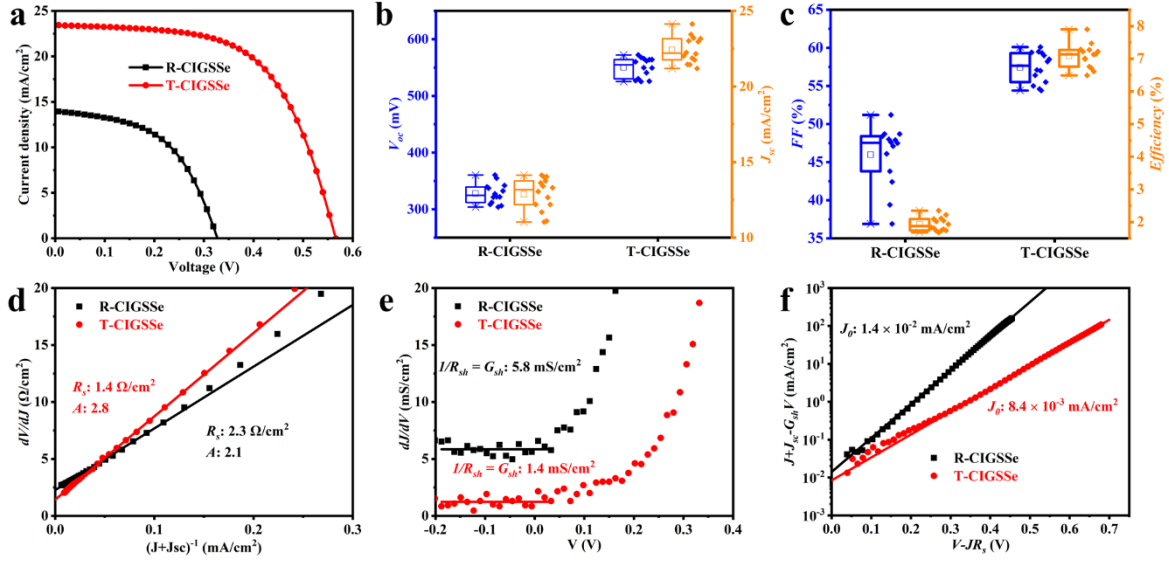 a
Current density (mA/cm²)
25
20
15
10
5
0
R-CIGSSe
T-CIGSSe
0.0 0.1 0.2 0.3 0.4 0.5 0.6
Voltage (V)
b
Voc (mV)
600
500
400
300
R-CIGSSe T-CIGSSe
25
20
15
10
Jsc (mA/cm²)
c
FF (%)
65
60
55
50
45
40
35
R-CIGSSe T-CIGSSe
8
7
6
5
4
3
2
Efficiency (%)
d
dV/dJ (Ω/cm²)
20
15
10
5
0
R-CIGSSe
T-CIGSSe
Rs: 1.4 Ω/cm²
A: 2.8
Rs: 2.3 Ω/cm²
A: 2.1
0.0 0.1 0.2 0.3
(J+Jsc)⁻¹ (mA/cm²)
e
dJ/dV (mS/cm²)
20
15
10
5
0
R-CIGSSe
T-CIGSSe
1/Rsh = Gsh: 5.8 mS/cm²
1/Rsh = Gsh: 1.4 mS/cm²
-0.2 -0.1 0.0 0.1 0.2 0.3 0.4
V (V)
f
J+Jsc-GshV (mA/cm²)
10³
10²
10¹
10⁰
10⁻¹
10⁻²
10⁻³
J0: 1.4 × 10⁻² mA/cm²
J0: 8.4 × 10⁻³ mA/cm²
R-CIGSSe
T-CIGSSe
0.0 0.1 0.2 0.3 0.4 0.5 0.6 0.7
V-JRs (V)